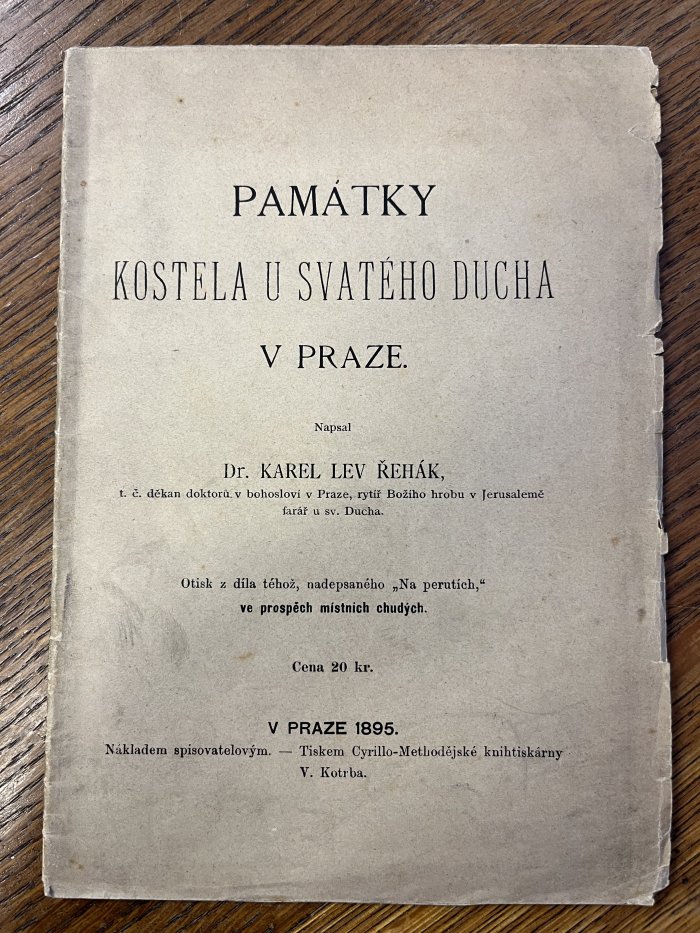 PAMÁTKY
KOSTELA U SVATÉHO DUCHA
V PRAZE.
Napsal
Dr. KAREL LEV ŘEHÁK,
t. č. děkan doktorů v bohosloví v Praze, rytíř Božího hrobu v Jerusalemě
farář u sv. Ducha.
Otisk z díla téhož, nadepsaného „Na perutích,“
ve prospěch místních chudých.
Cena 20 kr.
V PRAZE 1895.
Nákladem spisovatelovým. — Tiskem Cyrillo-Methodějské knihtiskárny
V. Kotrba.